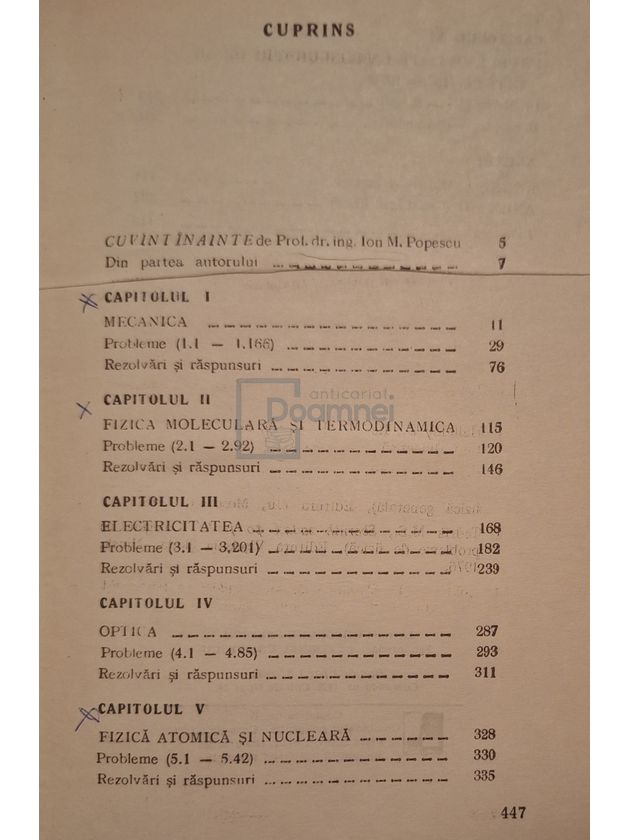 CUPRINS
CUVÎNT ÎNAINTE de Prof. dr. ing. Ion M. Popescu 5
Din partea autorului 7
CAPITOLUL I
MECANICA 11
Probleme (1.1 — 1.166) 29
Rezolvări și răspunsuri 76
CAPITOLUL II
anticariat
Doamnei
FIZICA MOLECULARĂ ȘI TERMODINAMICA 115
Probleme (2.1 — 2.92) 120
Rezolvări și răspunsuri 146
CAPITOLUL III
ELECTRICITATEA 168
Probleme (3.1 — 3.201) 182
Rezolvări și răspunsuri 239
CAPITOLUL IV
OPTICA 287
Probleme (4.1 — 4.85) 293
Rezolvări și răspunsuri 311
CAPITOLUL V
FIZICĂ ATOMICĂ ȘI NUCLEARĂ 328
Probleme (5.1 — 5.42) 330
Rezolvări și răspunsuri 335
447